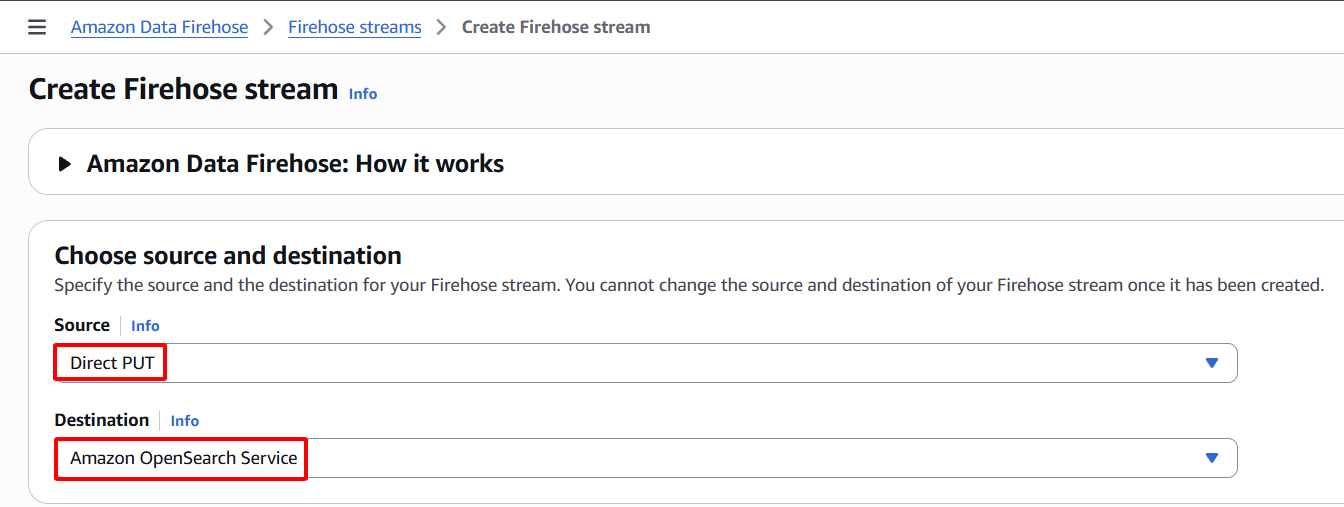 Amazon Data Firehose > Firehose streams > Create Firehose stream
Create Firehose stream Info
Amazon Data Firehose: How it works
Choose source and destination
Specify the source and the destination for your Firehose stream. You cannot change the source and destination of your Firehose stream once it has been created.
Source | Info
Direct PUT
Destination | Info
Amazon OpenSearch Service